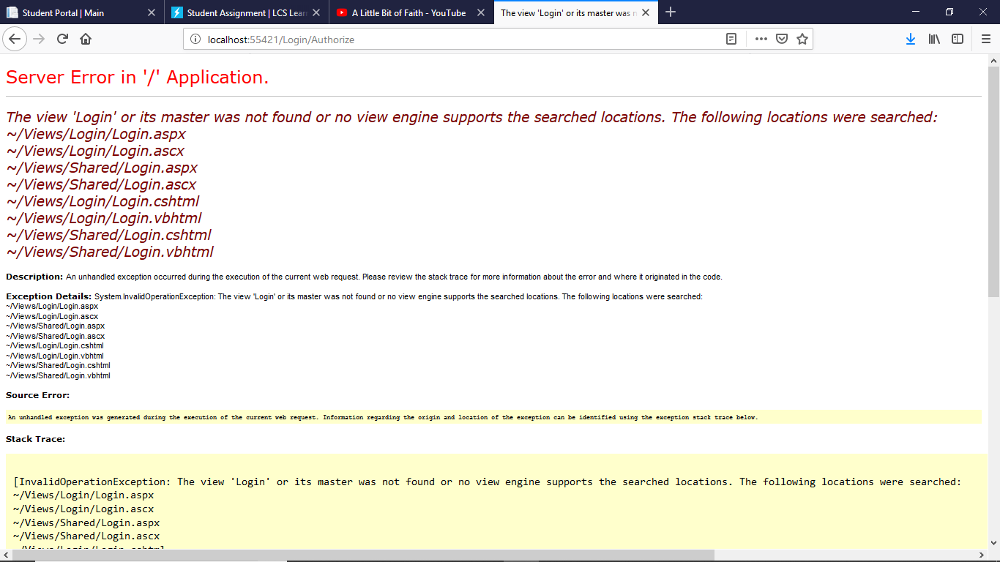 Student Portal | Main
Student Assignment | LCS Lear
A Little Bit of Faith - YouTube
The view 'Login' or its master was n
localhost:55421/Login/Authorize
Server Error in '/' Application.
The view 'Login' or its master was not found or no view engine supports the searched locations. The following locations were searched:
~/Views/Login/Login.aspx
~/Views/Login/Login.ascx
~/Views/Shared/Login.aspx
~/Views/Shared/Login.ascx
~/Views/Login/Login.cshtml
~/Views/Login/Login.vbhtml
~/Views/Shared/Login.cshtml
~/Views/Shared/Login.vbhtml
Description: An unhandled exception occurred during the execution of the current web request. Please review the stack trace for more information about the error and where it originated in the code.
Exception Details: System.InvalidOperationException: The view 'Login' or its master was not found or no view engine supports the searched locations. The following locations were searched:
~/Views/Login/Login.aspx
~/Views/Login/Login.ascx
~/Views/Shared/Login.aspx
~/Views/Shared/Login.ascx
~/Views/Login/Login.cshtml
~/Views/Login/Login.vbhtml
~/Views/Shared/Login.cshtml
~/Views/Shared/Login.vbhtml
Source Error:
An unhandled exception was generated during the execution of the current web request. Information regarding the origin and location of the exception can be identified using the exception stack trace below.
Stack Trace:
[InvalidOperationException: The view 'Login' or its master was not found or no view engine supports the searched locations. The following locations were searched:
~/Views/Login/Login.aspx
~/Views/Login/Login.ascx
~/Views/Shared/Login.aspx
~/Views/Shared/Login.ascx
~/Views/Login/Login.cshtml